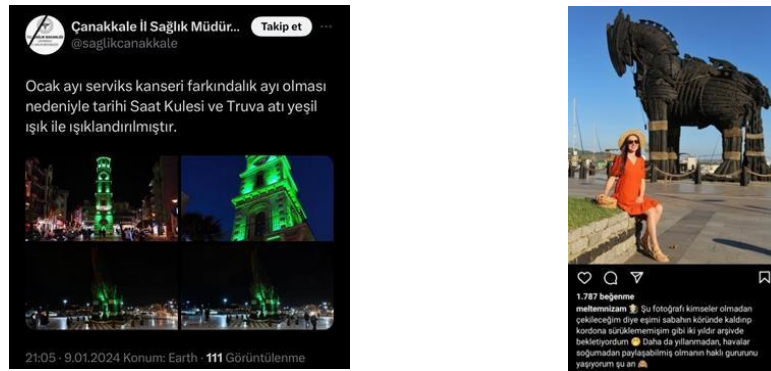 Çanakkale İl Sağlık Müdür...
Takip et
@saglikcanakkale
Ocak ayı serviks kanseri farkındalık ayı olması
nedeniyle tarihi Saat Kulesi ve Truva atı yeşil
ışık ile ışıklandırılmıştır.
21:05 · 9.01.2024 Konum: Earth · 111 Görüntülenme
1.787 beğenme
meltemnizam Şu fotoğrafı kimseler olmadan
çekileceğim diye eşimi sabahın köründe kaldırıp
kordona sürüklememişim gibi iki yıldır arşivde
bekletiyordum Daha da yıllanmadan, havalar
soğumadan paylaşabilmiş olmanın haklı gururunu
yaşıyorum şu an